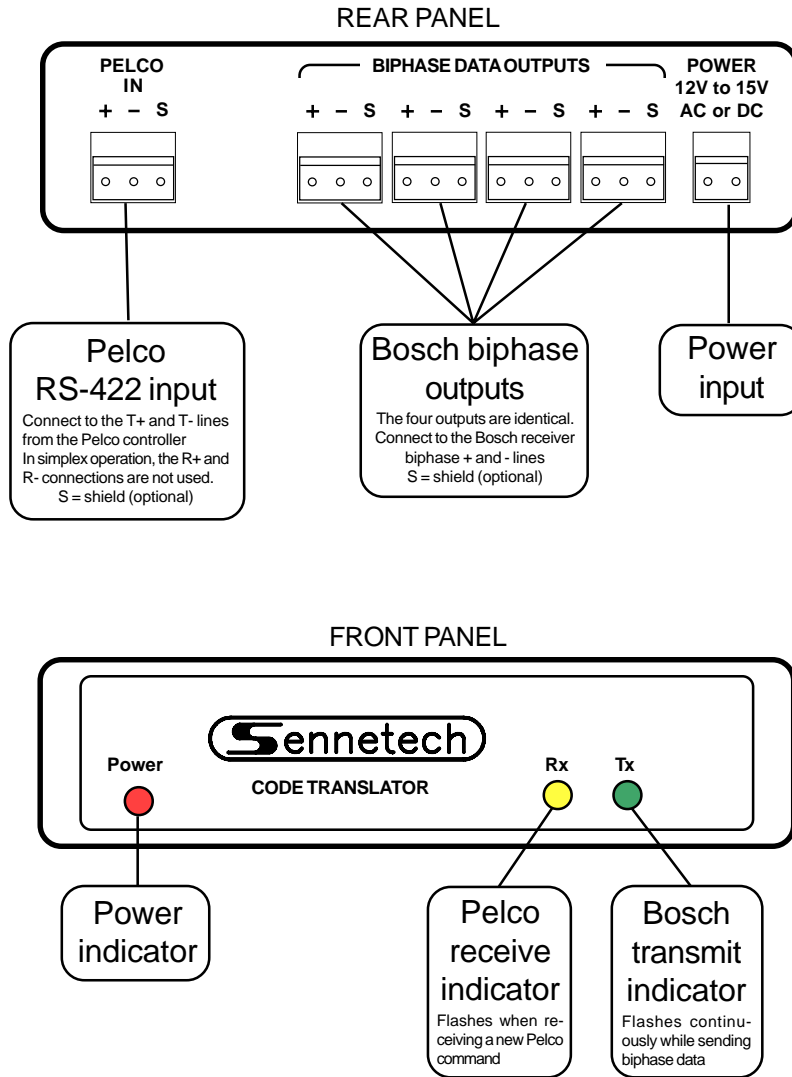 REAR PANEL
PELCO
IN
+ – S
BIPHASE DATA OUTPUTS
+ – S + – S + – S + – S
POWER
12V to 15V
AC or DC
Pelco
RS-422 input
Connect to the T+ and T- lines
from the Pelco controller
In simplex operation, the R+ and
R- connections are not used.
S = shield (optional)
Bosch biphase
outputs
The four outputs are identical.
Connect to the Bosch receiver
biphase + and - lines
S = shield (optional)
Power
input
FRONT PANEL
Sennetech
CODE TRANSLATOR
Power
Rx
Tx
Power
indicator
Pelco
receive
indicator
Flashes when re-
ceiving a new Pelco
command
Bosch
transmit
indicator
Flashes continu-
ously while sending
biphase data